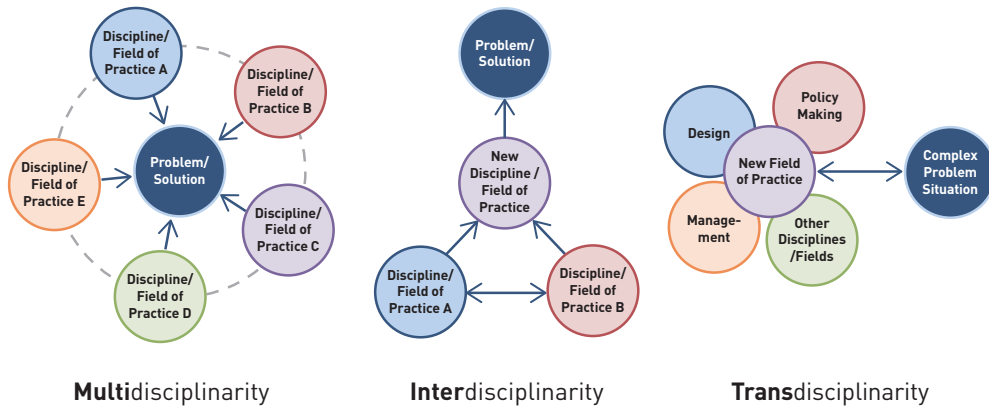 Discipline/
Field of
Practice A
Discipline/
Field of
Practice B
Problem/
Solution
Discipline/
Field of
Practice E
Discipline/
Field of
Practice C
Discipline/
Field of
Practice D
Multidisciplinarity
Problem/
Solution
New
Discipline /
Field of
Practice
Discipline/
Field of
Practice A
Discipline/
Field of
Practice B
Interdisciplinarity
Policy
Making
Design
New Field
of Practice
Complex
Problem
Situation
Manage-
ment
Other
Disciplines
/Fields
Transdisciplinarity